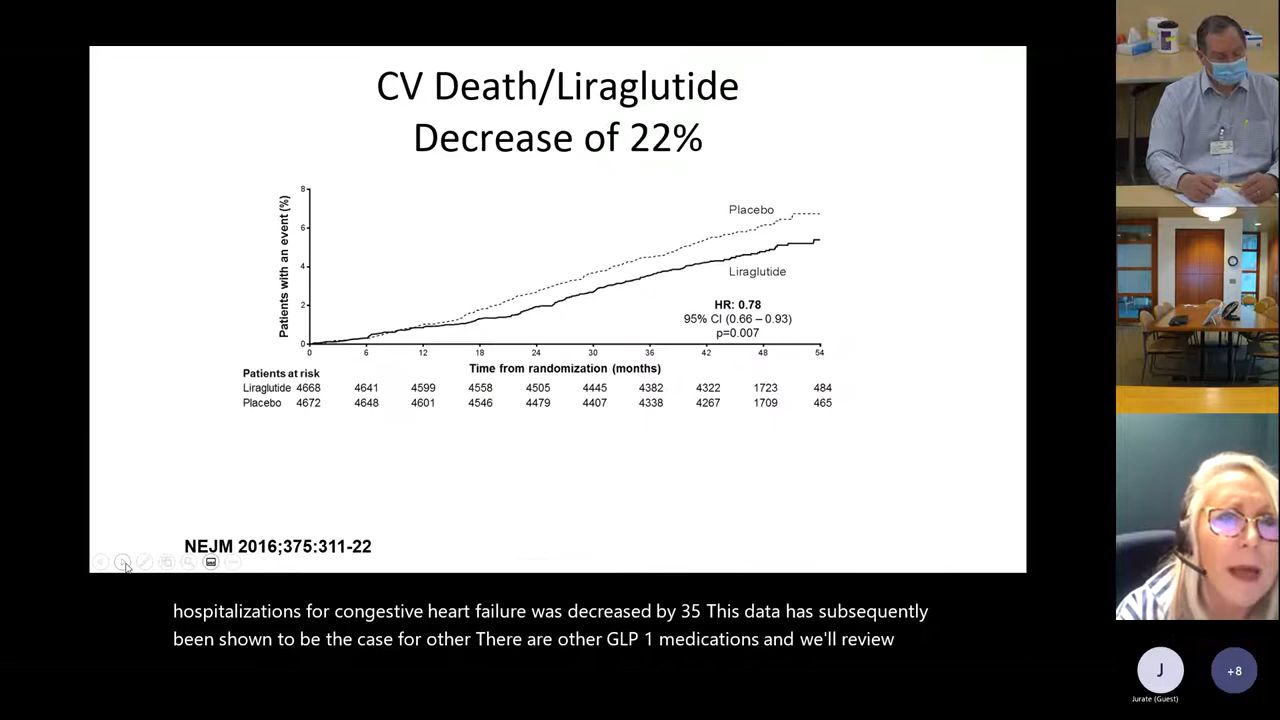 CV Death/Liraglutide
Decrease of 22%
Patients with an event (%)
8
6
4
2
0
Placebo
Liraglutide
HR: 0.78
95% CI (0.66 – 0.93)
p=0.007
0 6 12 18 24 30 36 42 48 54
Time from randomization (months)
Patients at risk
Liraglutide 4668 4641 4599 4558 4505 4445 4382 4322 1723 484
Placebo 4672 4648 4601 4546 4479 4407 4338 4267 1709 465
NEJM 2016;375:311-22
hospitalizations for congestive heart failure was decreased by 35 This data has subsequently
been shown to be the case for other There are other GLP 1 medications and we'll review
J
+8
Jurate (Guest)